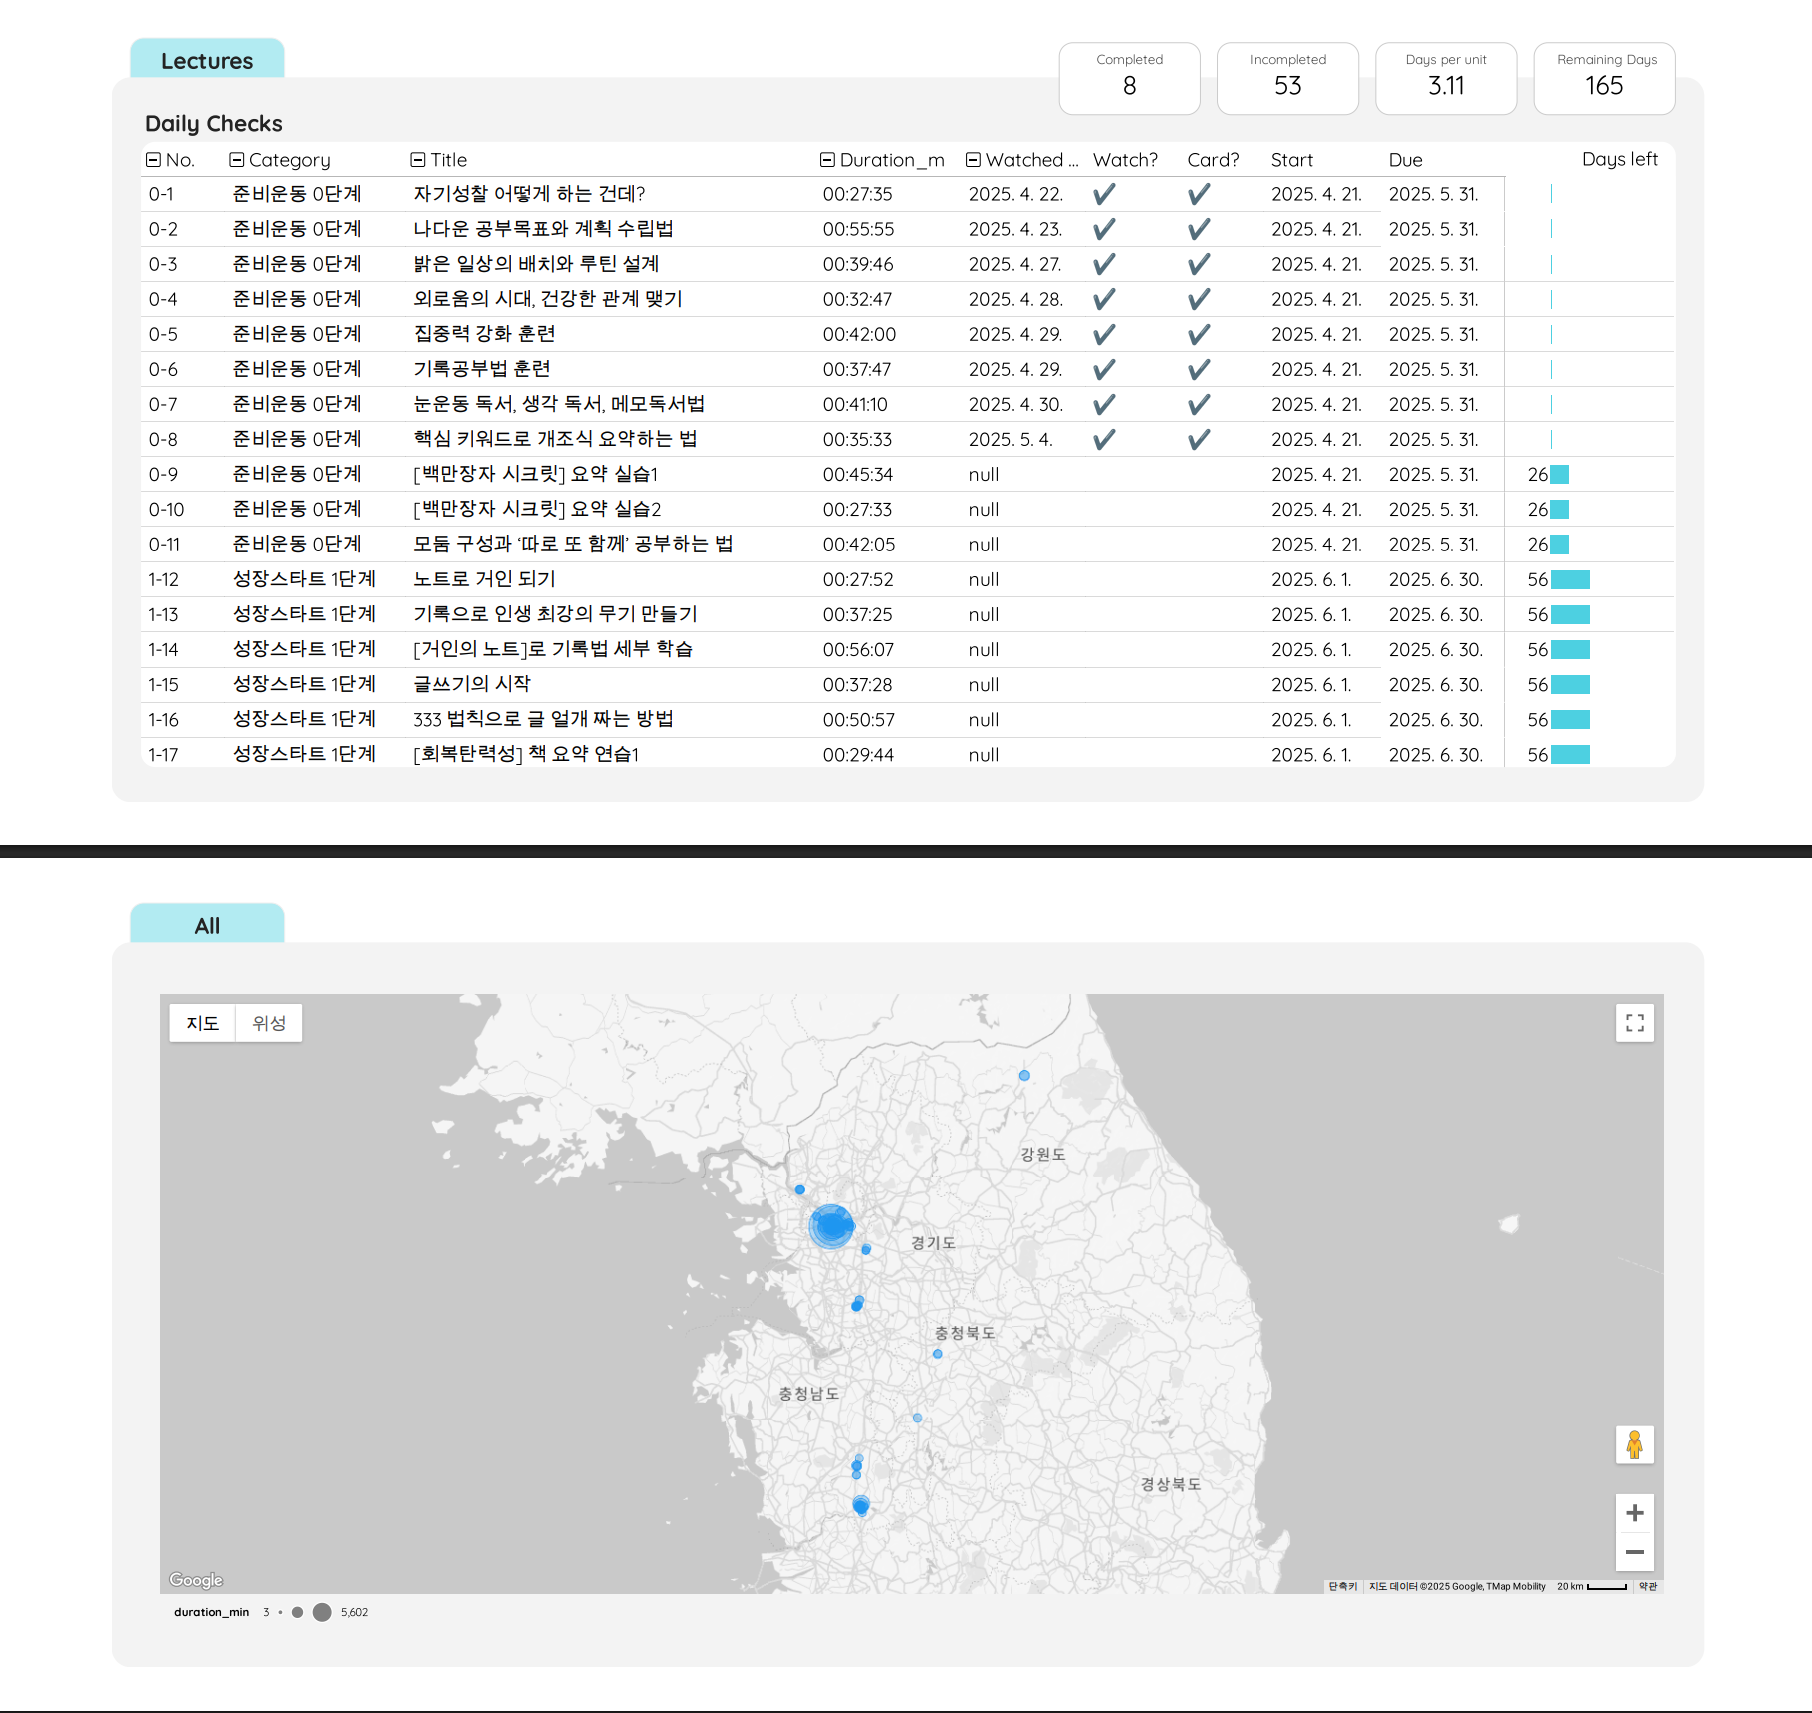 Lectures
Completed 8
Incompleted 53
Days per unit 3.11
Remaining Days 165
Daily Checks
No. Category Title Duration_m Watched ... Watch? Card? Start Due Days left
0-1 준비운동 0단계 자기성찰 어떻게 하는 건데? 00:27:35 2025. 4. 22. ✔ ✔ 2025. 4. 21. 2025. 5. 31.
0-2 준비운동 0단계 나다운 공부목표와 계획 수립법 00:55:55 2025. 4. 23. ✔ ✔ 2025. 4. 21. 2025. 5. 31.
0-3 준비운동 0단계 밝은 일상의 배치와 루틴 설계 00:39:46 2025. 4. 27. ✔ ✔ 2025. 4. 21. 2025. 5. 31.
0-4 준비운동 0단계 외로움의 시대, 건강한 관계 맺기 00:32:47 2025. 4. 28. ✔ ✔ 2025. 4. 21. 2025. 5. 31.
0-5 준비운동 0단계 집중력 강화 훈련 00:42:00 2025. 4. 29. ✔ ✔ 2025. 4. 21. 2025. 5. 31.
0-6 준비운동 0단계 기록공부법 훈련 00:37:47 2025. 4. 29. ✔ ✔ 2025. 4. 21. 2025. 5. 31.
0-7 준비운동 0단계 눈운동 독서, 생각 독서, 메모독서법 00:41:10 2025. 4. 30. ✔ ✔ 2025. 4. 21. 2025. 5. 31.
0-8 준비운동 0단계 핵심 키워드로 개조식 요약하는 법 00:35:33 2025. 5. 4. ✔ ✔ 2025. 4. 21. 2025. 5. 31.
0-9 준비운동 0단계 [백만장자 시크릿] 요약 실습1 00:45:34 null 2025. 4. 21. 2025. 5. 31. 26
0-10 준비운동 0단계 [백만장자 시크릿] 요약 실습2 00:27:33 null 2025. 4. 21. 2025. 5. 31. 26
0-11 준비운동 0단계 모둠 구성과 ‘따로 또 함께’ 공부하는 법 00:42:05 null 2025. 4. 21. 2025. 5. 31. 26
1-12 성장스타트 1단계 노트로 거인 되기 00:27:52 null 2025. 6. 1. 2025. 6. 30. 56
1-13 성장스타트 1단계 기록으로 인생 최강의 무기 만들기 00:37:25 null 2025. 6. 1. 2025. 6. 30. 56
1-14 성장스타트 1단계 [거인의 노트]로 기록법 세부 학습 00:56:07 null 2025. 6. 1. 2025. 6. 30. 56
1-15 성장스타트 1단계 글쓰기의 시작 00:37:28 null 2025. 6. 1. 2025. 6. 30. 56
1-16 성장스타트 1단계 333 법칙으로 글 얼개 짜는 방법 00:50:57 null 2025. 6. 1. 2025. 6. 30. 56
1-17 성장스타트 1단계 [회복탄력성] 책 요약 연습1 00:29:44 null 2025. 6. 1. 2025. 6. 30. 56
All
지도 위성
강원도
경기도
충청북도
충청남도
경상북도
Google
단축키 지도 데이터 ©2025 Google, TMap Mobility 20 km 약관
duration_min 3 5,602